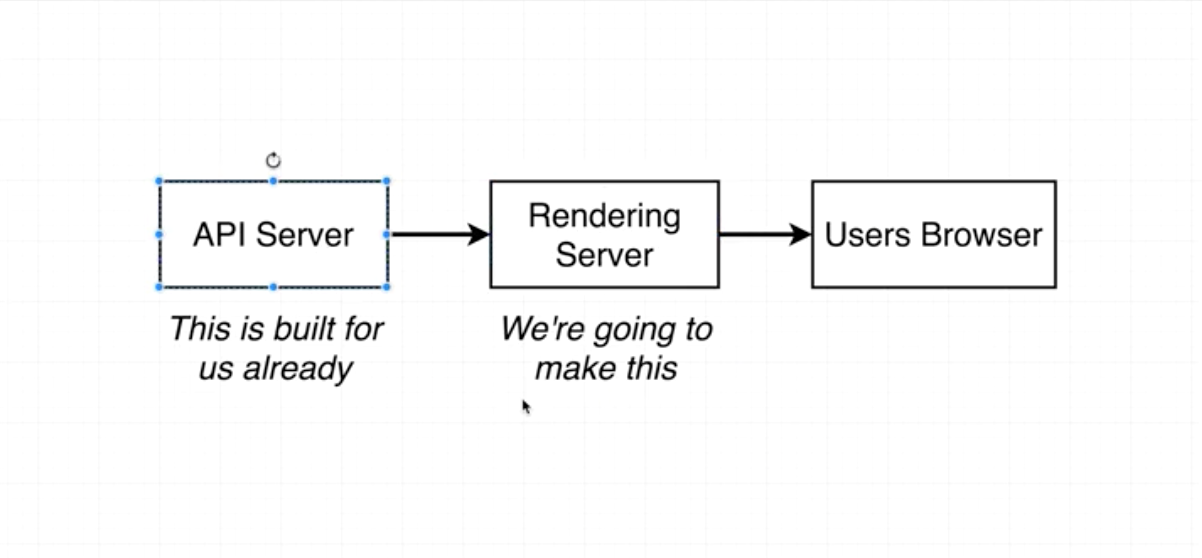 API Server
Rendering
Server
Users Browser
This is built for
us already
We're going to
make this